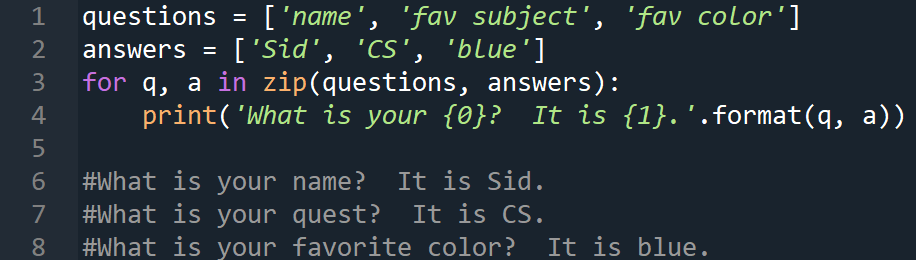 1 questions = ['name', 'fav subject', 'fav color']
2 answers = ['Sid', 'CS', 'blue']
3 for q, a in zip(questions, answers):
4     print('What is your {0}?  It is {1}.'.format(q, a))
5
6 #What is your name?  It is Sid.
7 #What is your quest?  It is CS.
8 #What is your favorite color?  It is blue.